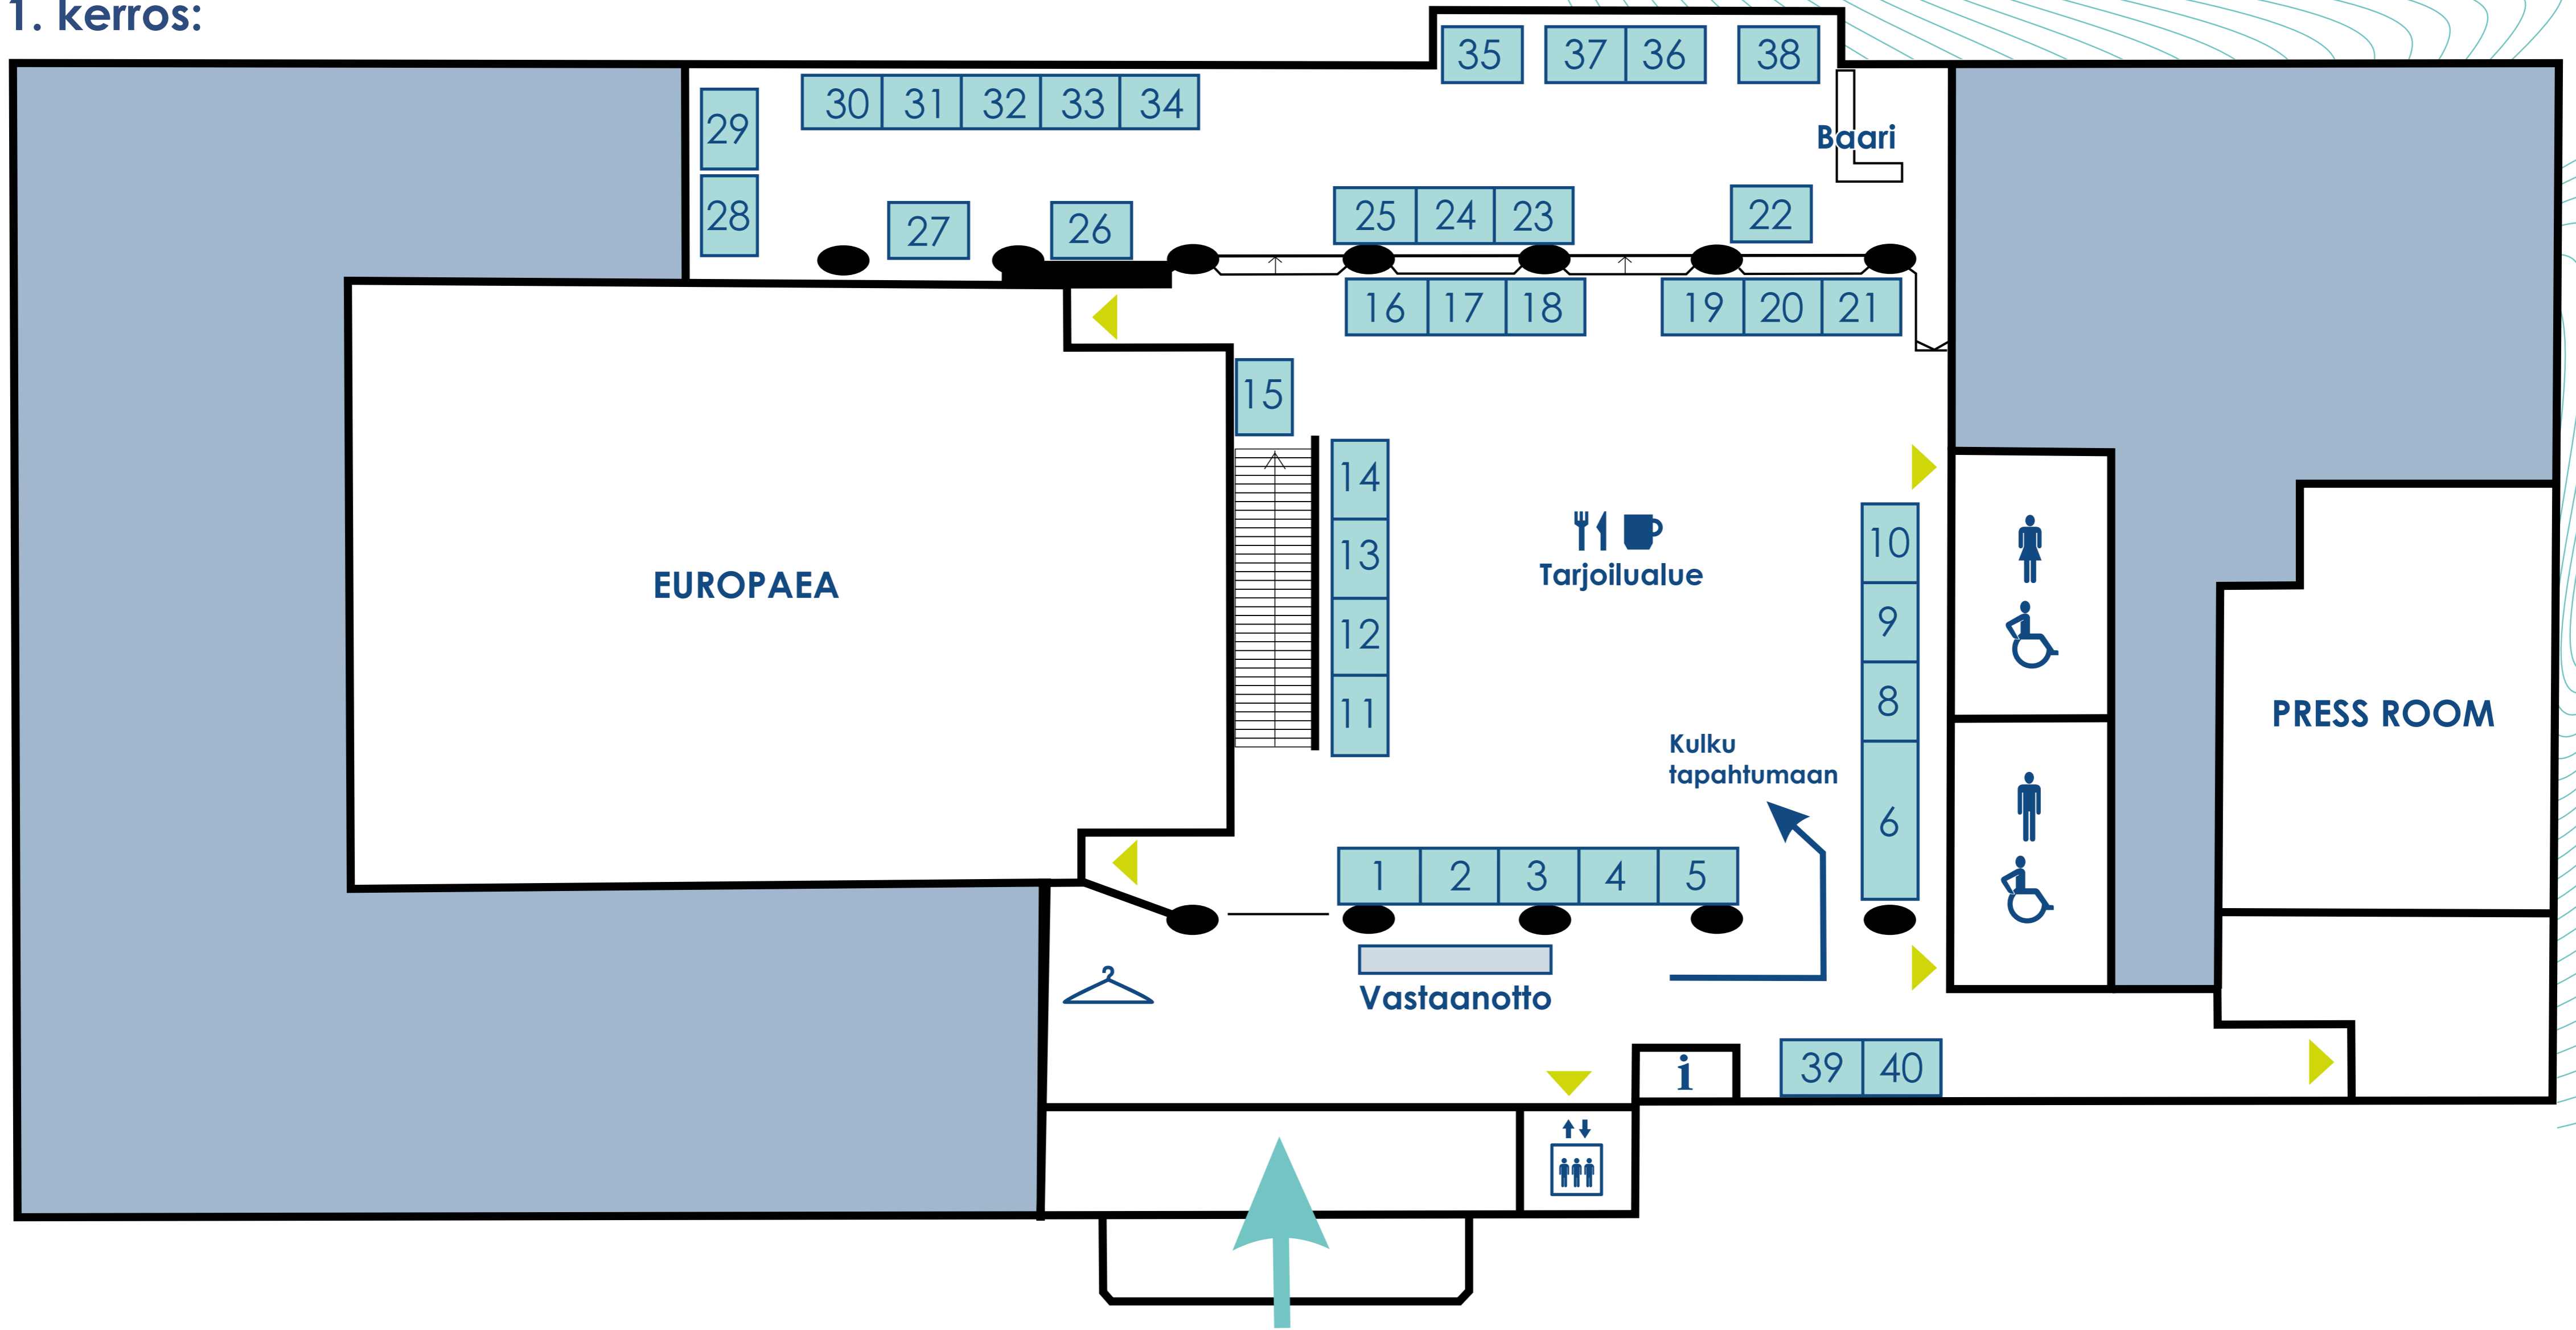 1. kerros:
35 37 36 38
29 30 31 32 33 34
Baari
28 27 26 25 24 23 22
16 17 18 19 20 21
15
14
13
12
11
EUROPAEA
Tarjoilualue
10
9
8
6
PRESS ROOM
Kulku
tapahtumaan
1 2 3 4 5
Vastaanotto
i 39 40